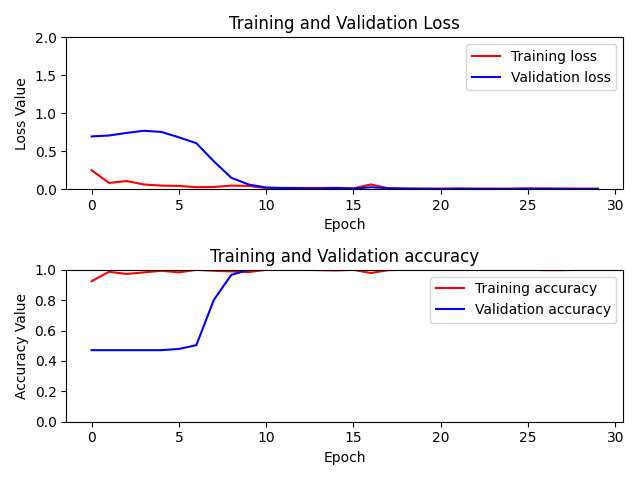 Training and Validation Loss
2.0
1.5
1.0
0.5
0.0
Loss Value
Training loss
Validation loss
0 5 10 15 20 25 30
Epoch
Training and Validation accuracy
1.0
0.8
0.6
0.4
0.2
0.0
Accuracy Value
Training accuracy
Validation accuracy
0 5 10 15 20 25 30
Epoch